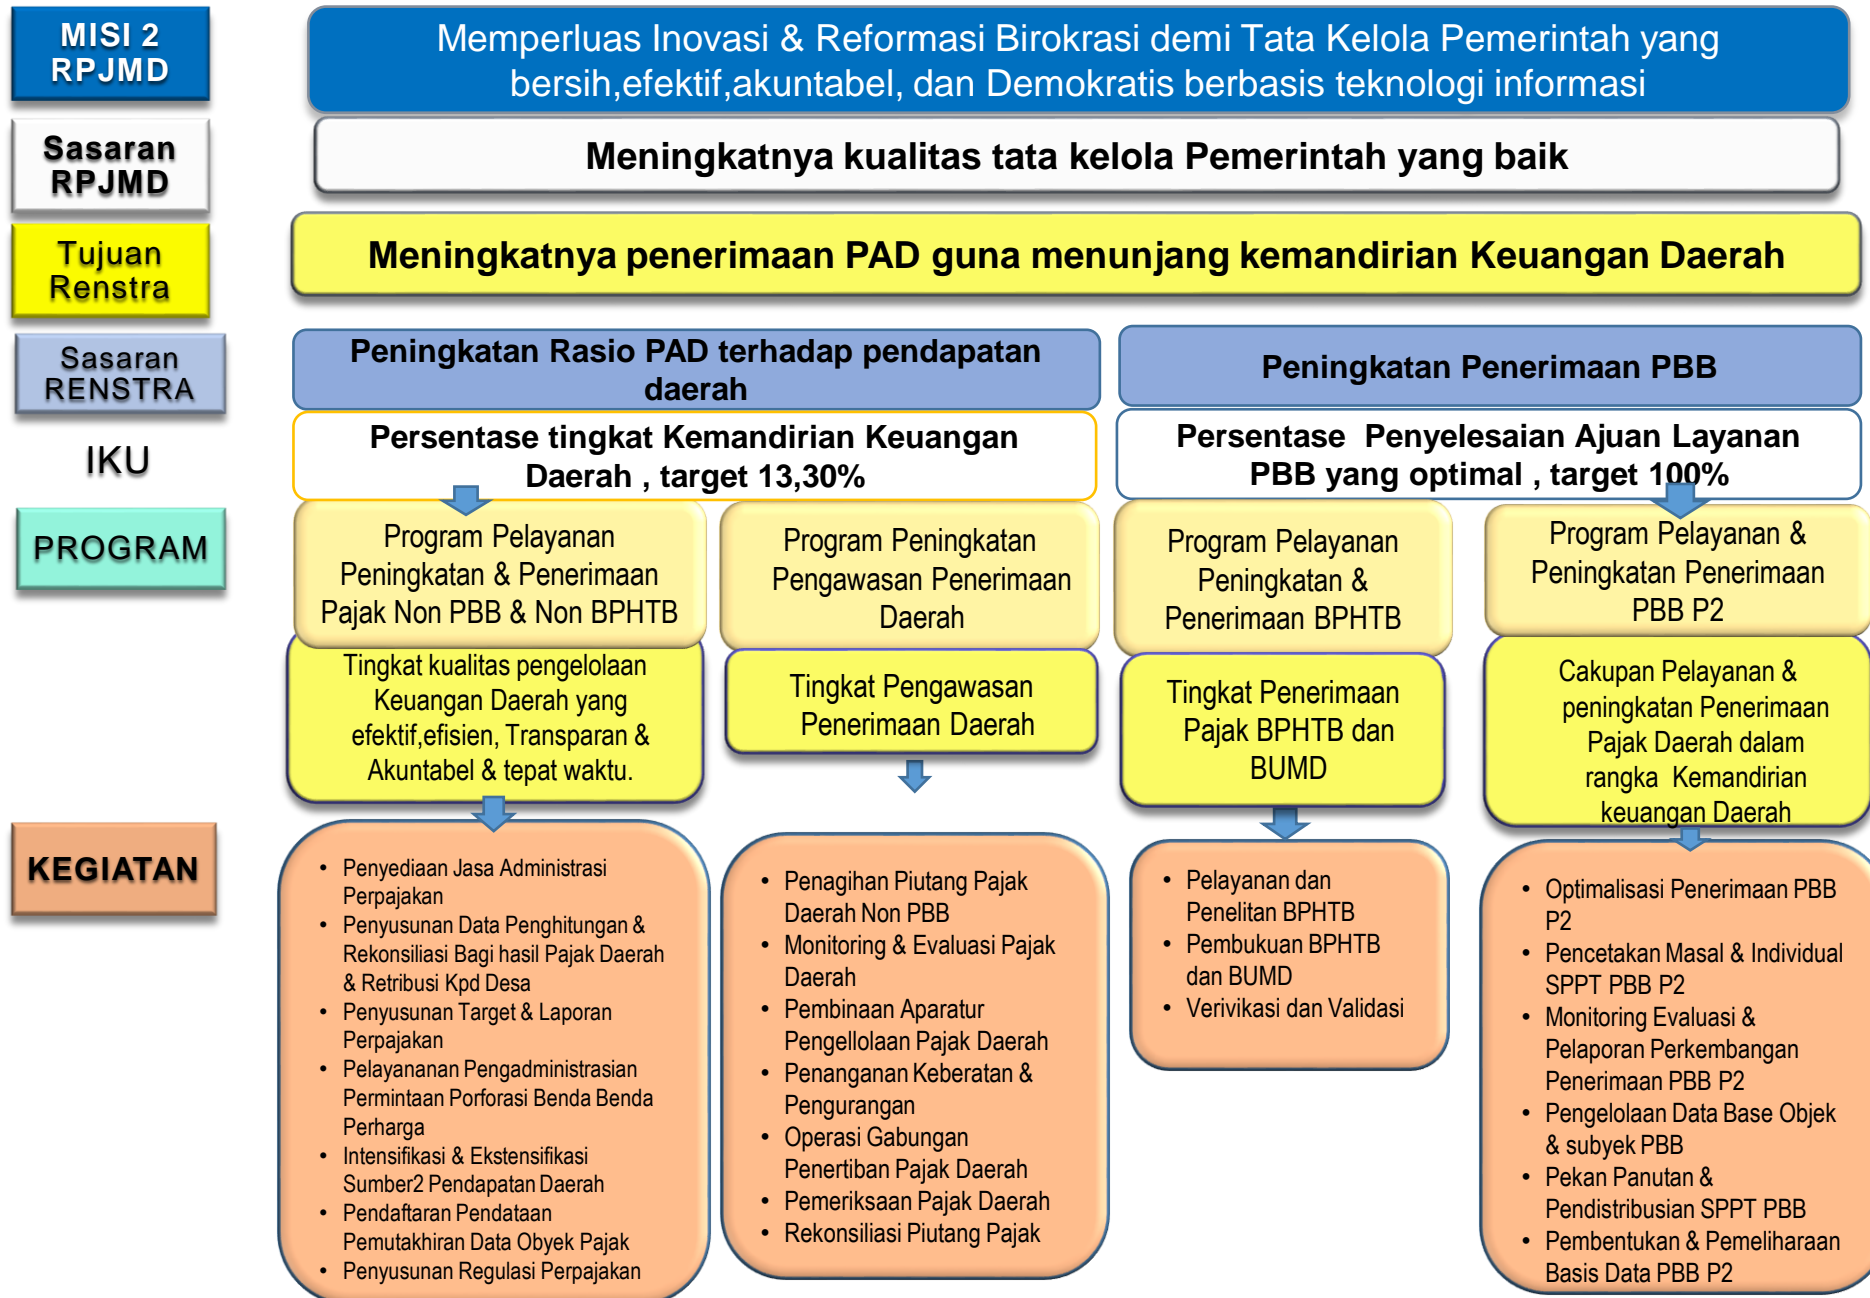 MISI 2
RPJMD
Memperluas Inovasi & Reformasi Birokrasi demi Tata Kelola Pemerintah yang
bersih,efektif,akuntabel, dan Demokratis berbasis teknologi informasi
Sasaran
RPJMD
Meningkatnya kualitas tata kelola Pemerintah yang baik
Tujuan
Renstra
Meningkatnya penerimaan PAD guna menunjang kemandirian Keuangan Daerah
Sasaran
RENSTRA
Peningkatan Rasio PAD terhadap pendapatan
daerah
Peningkatan Penerimaan PBB
IKU
Persentase tingkat Kemandirian Keuangan
Daerah , target 13,30%
Persentase Penyelesaian Ajuan Layanan
PBB yang optimal , target 100%
PROGRAM
Program Pelayanan
Peningkatan & Penerimaan
Pajak Non PBB & Non BPHTB
Program Peningkatan
Pengawasan Penerimaan
Daerah
Program Pelayanan
Peningkatan &
Penerimaan BPHTB
Program Pelayanan &
Peningkatan Penerimaan
PBB P2
Tingkat kualitas pengelolaan
Keuangan Daerah yang
efektif,efisien, Transparan &
Akuntabel & tepat waktu.
Tingkat Pengawasan
Penerimaan Daerah
Tingkat Penerimaan
Pajak BPHTB dan
BUMD
Cakupan Pelayanan &
peningkatan Penerimaan
Pajak Daerah dalam
rangka Kemandirian
keuangan Daerah
KEGIATAN
• Penyediaan Jasa Administrasi
Perpajakan
• Penyusunan Data Penghitungan &
Rekonsiliasi Bagi hasil Pajak Daerah
& Retribusi Kpd Desa
• Penyusunan Target & Laporan
Perpajakan
• Pelayananan Pengadministrasian
Permintaan Porforasi Benda Benda
Perharga
• Intensifikasi & Ekstensifikasi
Sumber2 Pendapatan Daerah
• Pendaftaran Pendataan
Pemutakhiran Data Obyek Pajak
• Penyusunan Regulasi Perpajakan
• Penagihan Piutang Pajak
Daerah Non PBB
• Monitoring & Evaluasi Pajak
Daerah
• Pembinaan Aparatur
Pengellolaan Pajak Daerah
• Penanganan Keberatan &
Pengurangan
• Operasi Gabungan
Penertiban Pajak Daerah
• Pemeriksaan Pajak Daerah
• Rekonsiliasi Piutang Pajak
• Pelayanan dan
Penelitan BPHTB
• Pembukuan BPHTB
dan BUMD
• Verivikasi dan Validasi
• Optimalisasi Penerimaan PBB
P2
• Pencetakan Masal & Individual
SPPT PBB P2
• Monitoring Evaluasi &
Pelaporan Perkembangan
Penerimaan PBB P2
• Pengelolaan Data Base Objek
& subyek PBB
• Pekan Panutan &
Pendistribusian SPPT PBB
• Pembentukan & Pemeliharaan
Basis Data PBB P2